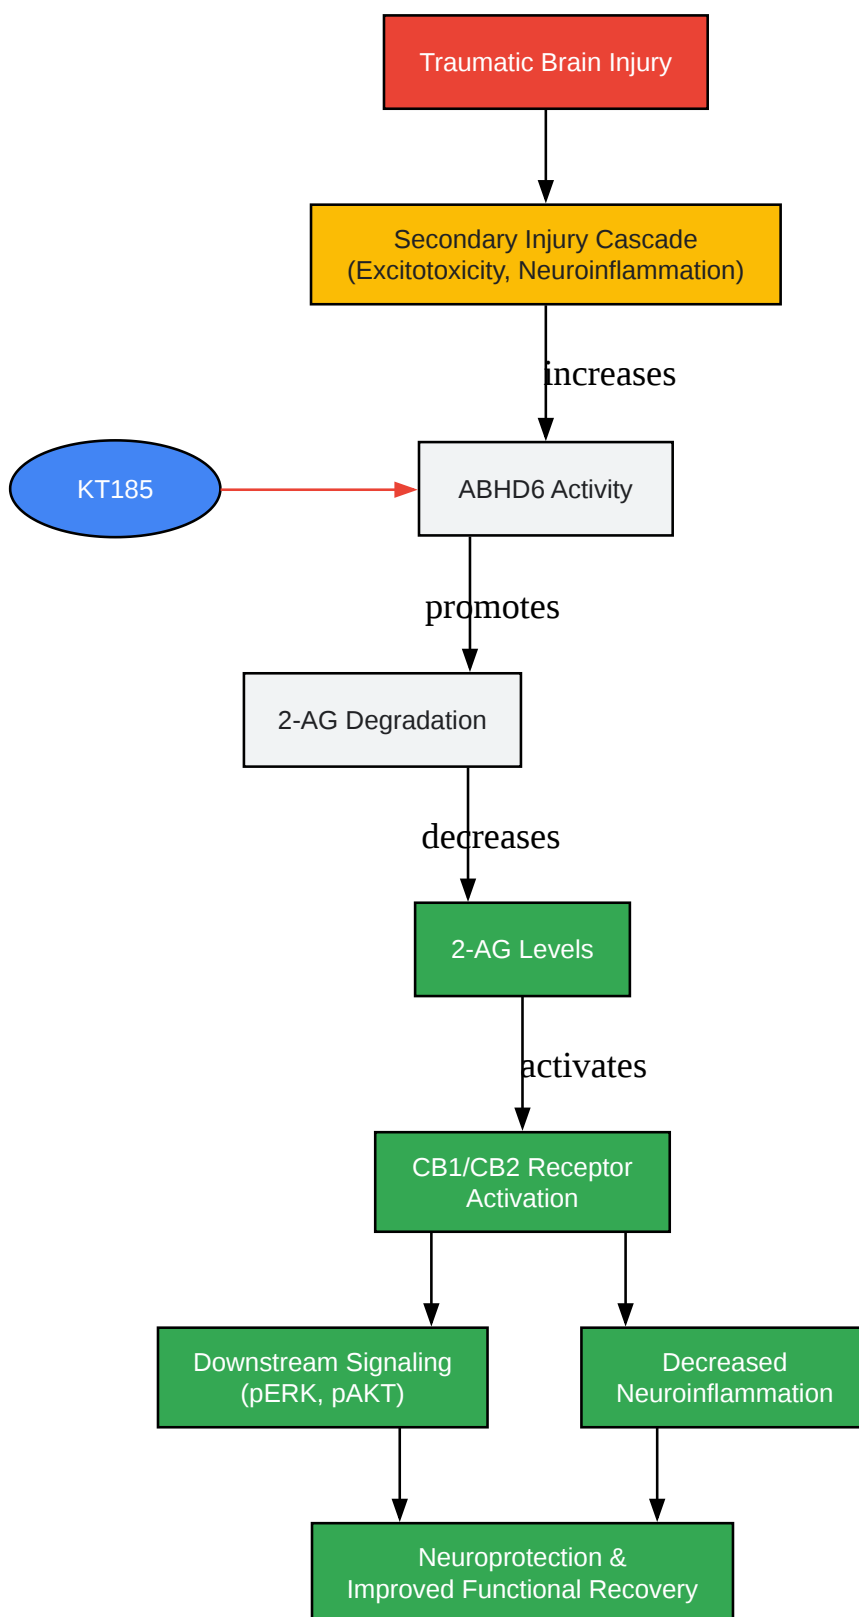 Traumatic Brain Injury
Secondary Injury Cascade
(Excitotoxicity, Neuroinflammation)
increases
KT185
ABHD6 Activity
promotes
2-AG Degradation
decreases
2-AG Levels
activates
CB1/CB2 Receptor
Activation
Downstream Signaling
(pERK, pAKT)
Decreased
Neuroinflammation
Neuroprotection &
Improved Functional Recovery